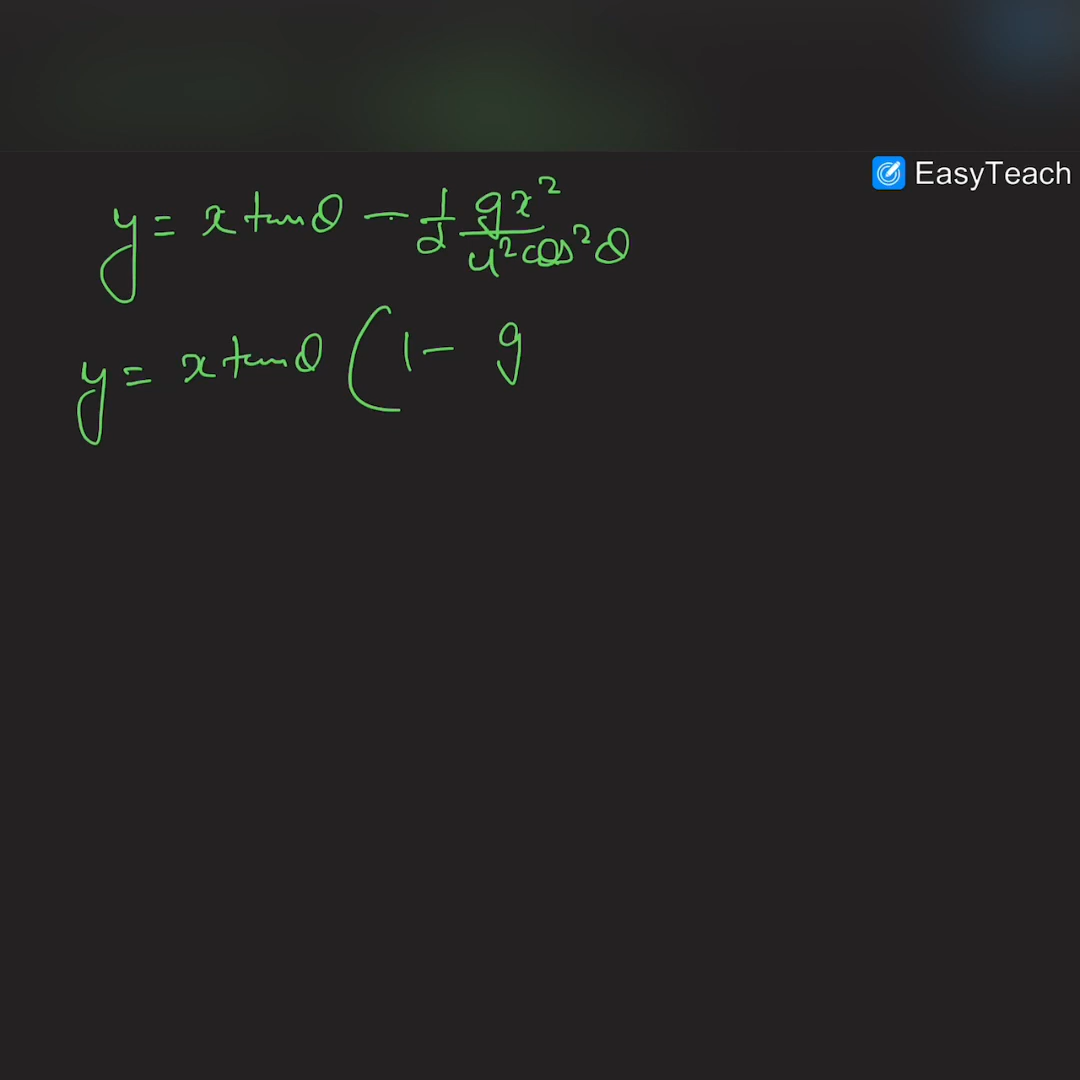 EasyTeach
y = x tanθ - 1/2 gx²/u²cos²θ
y = x tanθ (1 - g